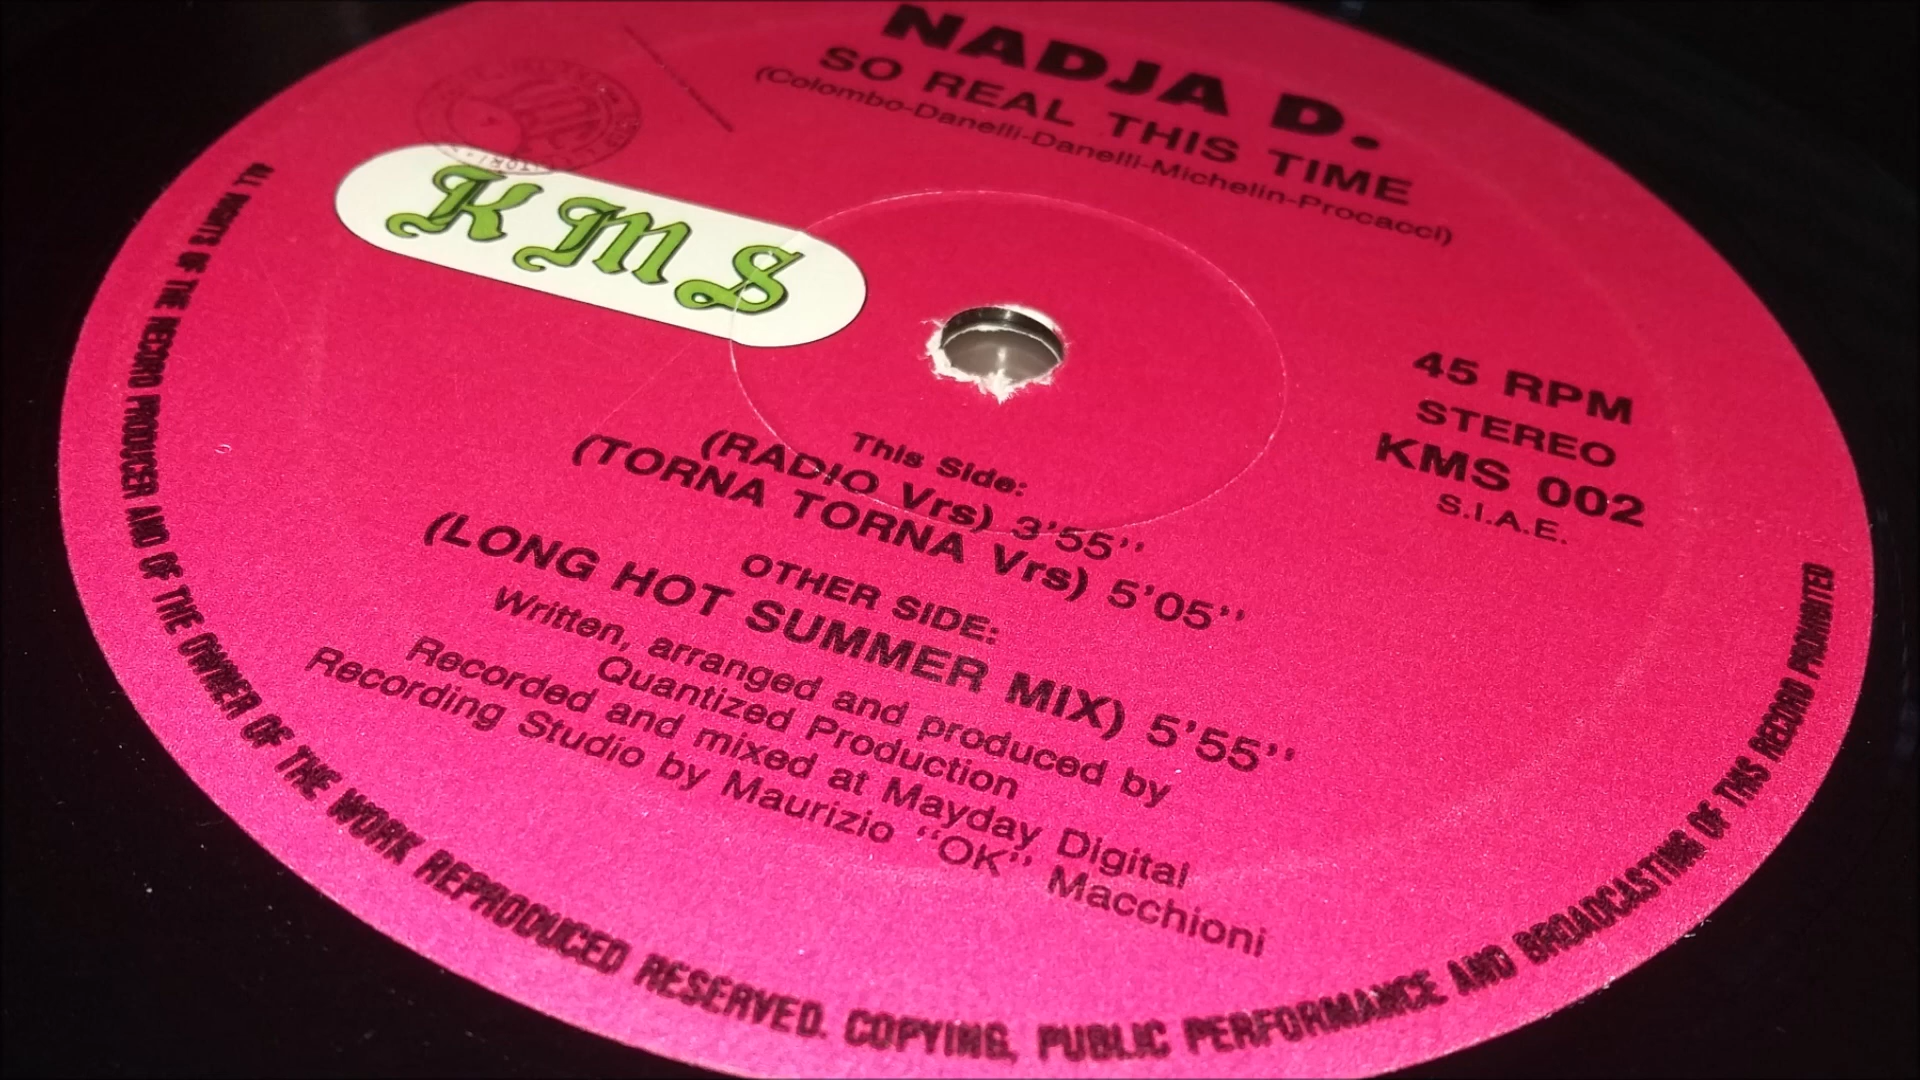 NADJA D.
SO REAL THIS TIME
(Colombo-Danelli-Danelli-Michelin-Procacci)
KMS
45 RPM
STEREO
KMS 002
S.I.A.E.
This Side:
(RADIO Vrs) 3'55''
(TORNA TORNA Vrs) 5'05''
OTHER SIDE:
(LONG HOT SUMMER MIX) 5'55''
Written, arranged and produced by
Quantized Production
Recorded and mixed at Mayday Digital
Recording Studio by Maurizio ''OK'' Macchioni
ALL RIGHTS OF THE RECORD PRODUCER AND OF THE OWNER OF THE WORK REPRODUCED RESERVED. COPYING, PUBLIC PERFORMANCE AND BROADCASTING OF THIS RECORD PROHIBITED